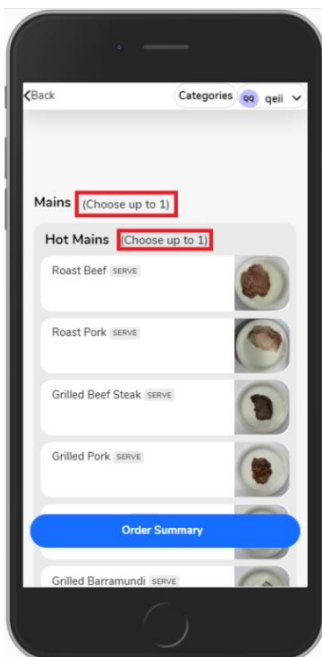 Back Categories QQ qeii
Mains (Choose up to 1)
Hot Mains (Choose up to 1)
Roast Beef SERVE
Roast Pork SERVE
Grilled Beef Steak SERVE
Grilled Pork SERVE
Order Summary
Grilled Barramundi SERVE